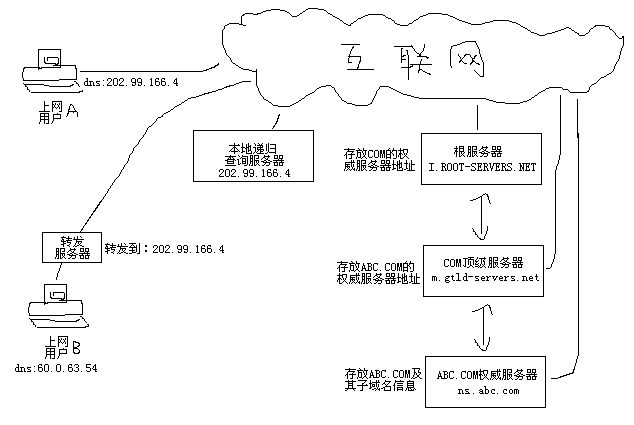 互联网
dns:202.99.166.4
上网
用户A
本地递归
查询服务器
202.99.166.4
存放COM的权
威服务器地址
根服务器
I.ROOT-SERVERS.NET
转发
服务器
转发到：202.99.166.4
存放ABC.COM的
权威服务器地址
COM顶级服务器
m.gtld-servers.net
上网
用户B
dns:60.0.63.54
存放ABC.COM及
其子域名信息
ABC.COM权威服务器
ns.abc.com